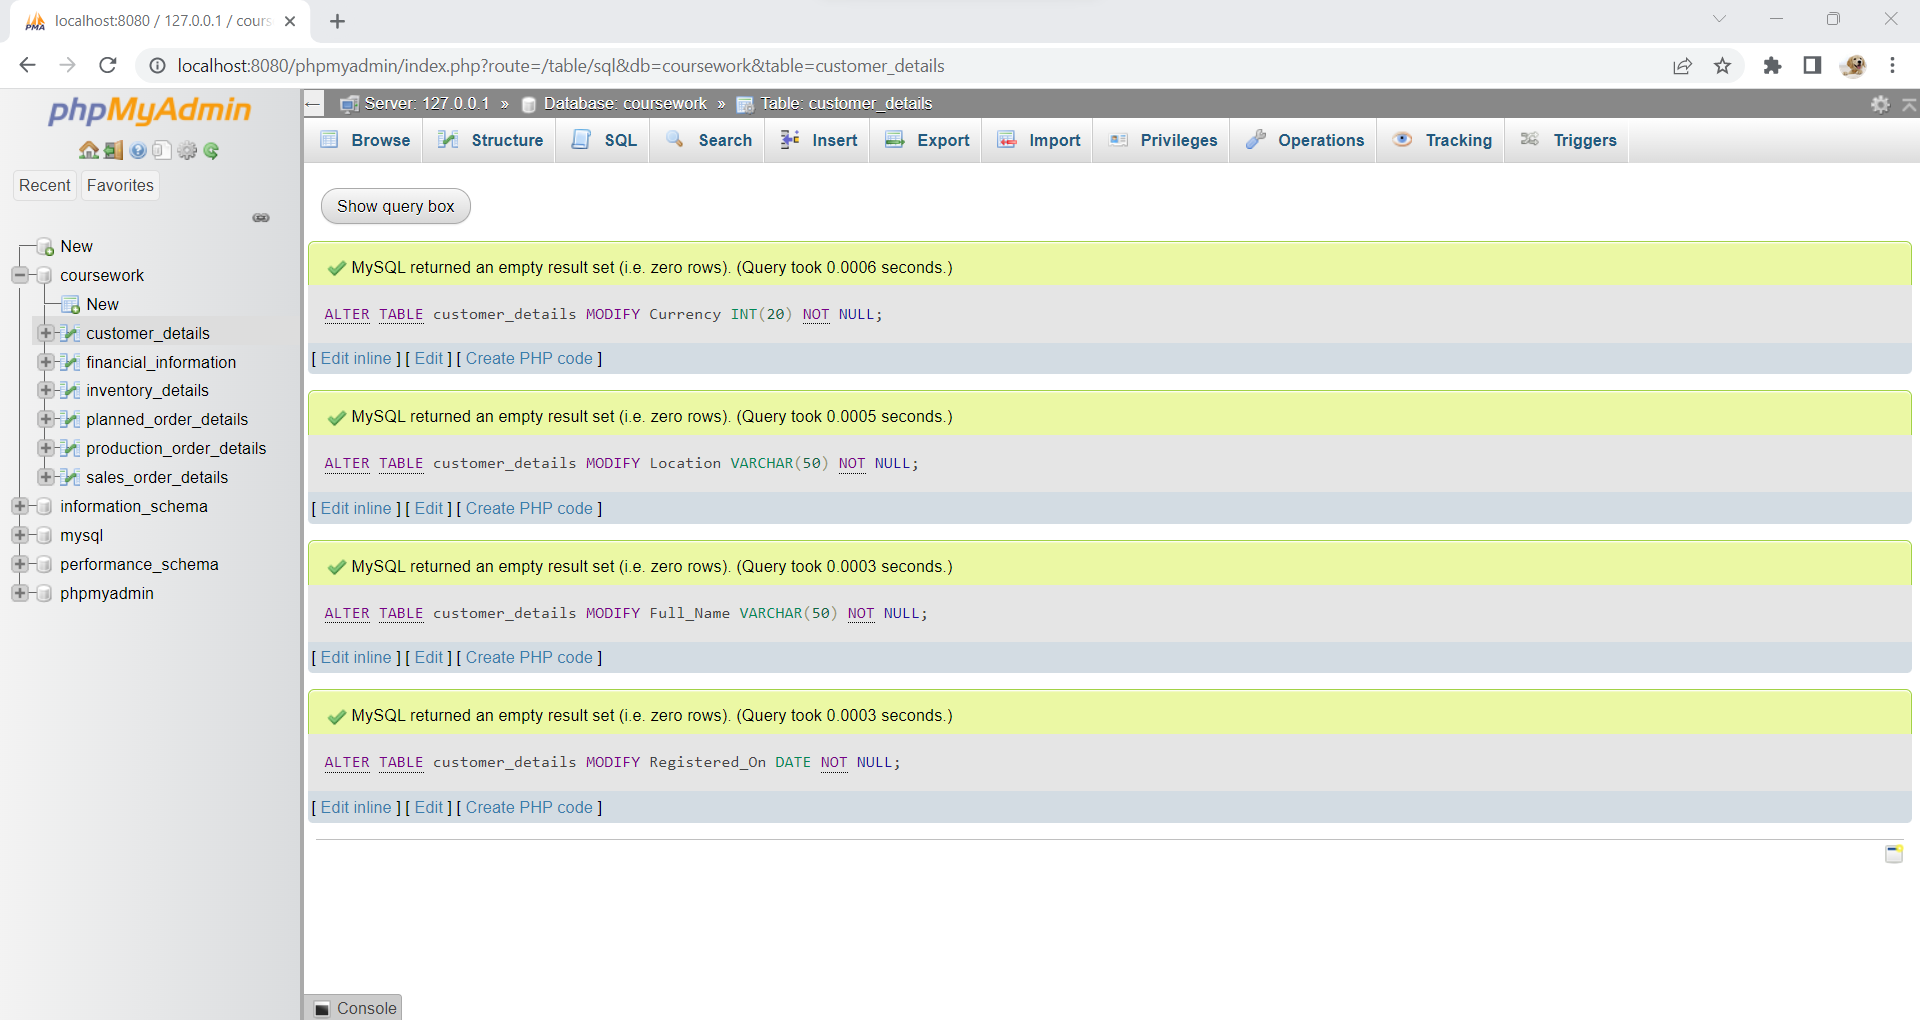 localhost:8080 / 127.0.0.1 / cours
localhost:8080/phpmyadmin/index.php?route=/table/sql&db=coursework&table=customer_details
phpMyAdmin
Recent Favorites
New
coursework
New
customer_details
financial_information
inventory_details
planned_order_details
production_order_details
sales_order_details
information_schema
mysql
performance_schema
phpmyadmin
Server: 127.0.0.1 » Database: coursework » Table: customer_details
Browse Structure SQL Search Insert Export Import Privileges Operations Tracking Triggers
Show query box
MySQL returned an empty result set (i.e. zero rows). (Query took 0.0006 seconds.)
ALTER TABLE customer_details MODIFY Currency INT(20) NOT NULL;
[ Edit inline ] [ Edit ] [ Create PHP code ]
MySQL returned an empty result set (i.e. zero rows). (Query took 0.0005 seconds.)
ALTER TABLE customer_details MODIFY Location VARCHAR(50) NOT NULL;
[ Edit inline ] [ Edit ] [ Create PHP code ]
MySQL returned an empty result set (i.e. zero rows). (Query took 0.0003 seconds.)
ALTER TABLE customer_details MODIFY Full_Name VARCHAR(50) NOT NULL;
[ Edit inline ] [ Edit ] [ Create PHP code ]
MySQL returned an empty result set (i.e. zero rows). (Query took 0.0003 seconds.)
ALTER TABLE customer_details MODIFY Registered_On DATE NOT NULL;
[ Edit inline ] [ Edit ] [ Create PHP code ]
Console